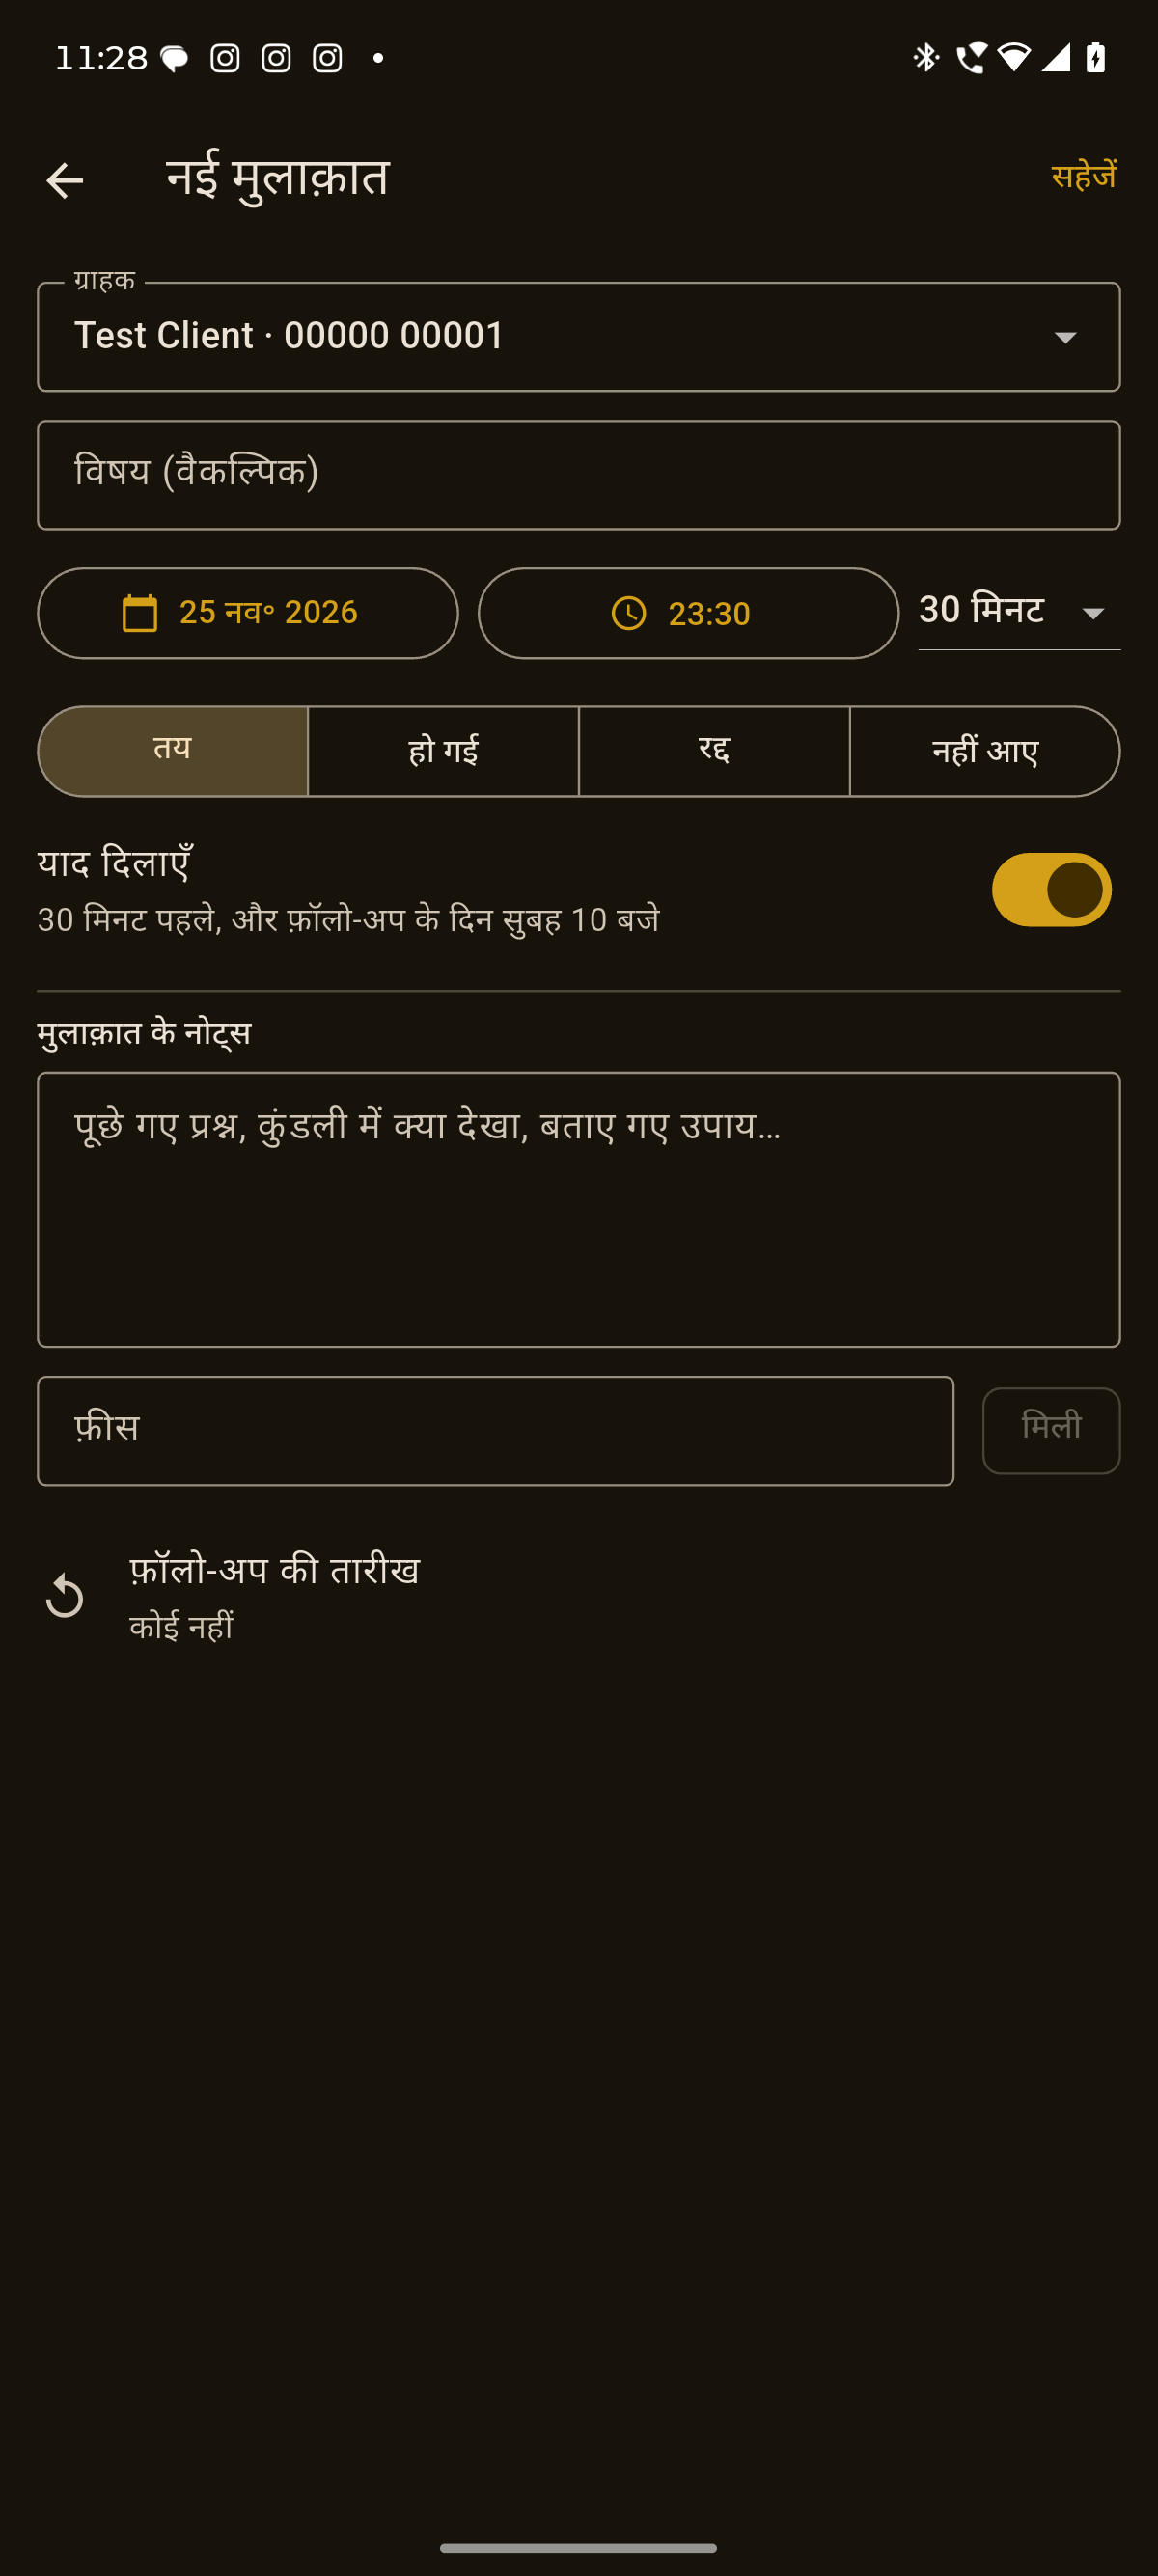 11:28
नई मुलाक़ात
सहेजें
ग्राहक
Test Client · 00000 00001
विषय (वैकल्पिक)
25 नव॰ 2026
23:30
30 मिनट
तय
हो गई
रद्द
नहीं आए
याद दिलाएँ
30 मिनट पहले, और फ़ॉलो-अप के दिन सुबह 10 बजे
मुलाक़ात के नोट्स
पूछे गए प्रश्न, कुंडली में क्या देखा, बताए गए उपाय…
फ़ीस
मिली
फ़ॉलो-अप की तारीख
कोई नहीं